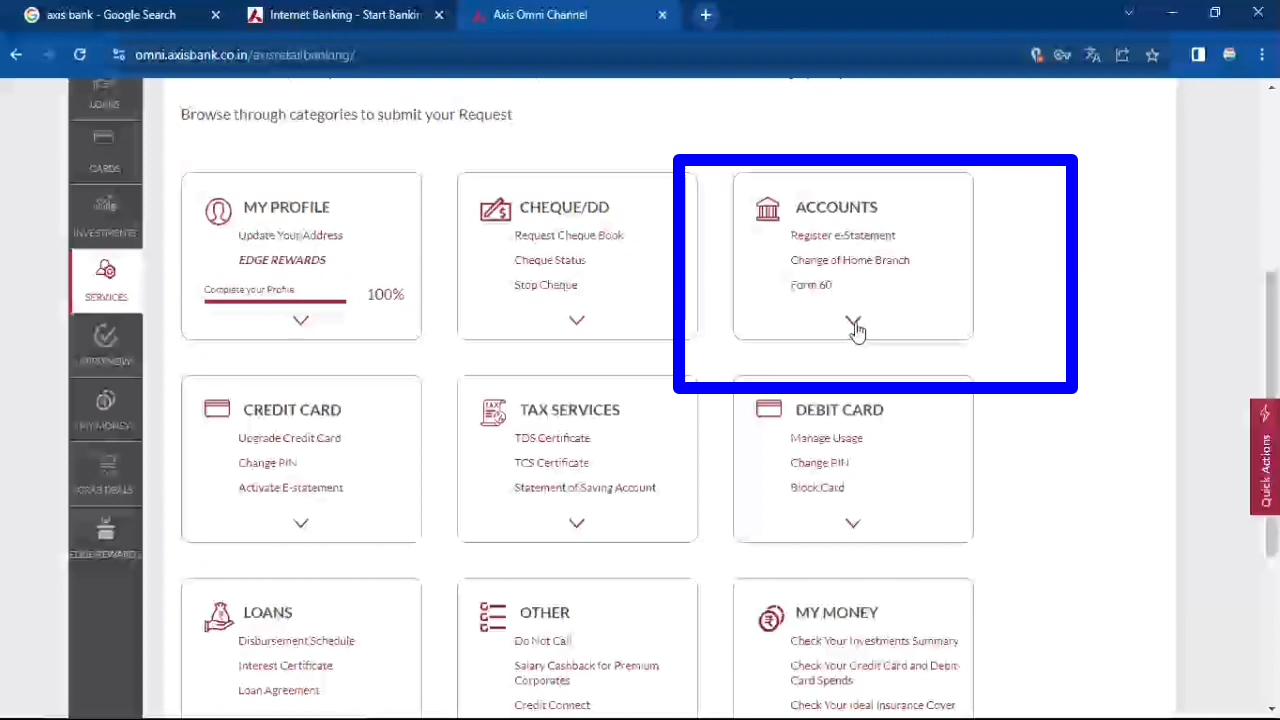 axis bank - Google Search
Internet Banking - Start Bankin
Axis Omni Channel
omni.axisbank.co.in/axisretailbanking/
LOANS
CARDS
INVESTMENTS
SERVICES
MY MONEY
GRAB DEALS
EDGE REWARD
Browse through categories to submit your Request
MY PROFILE
Update Your Address
EDGE REWARDS
Complete your Profile
100%
CHEQUE/DD
Request Cheque Book
Cheque Status
Stop Cheque
ACCOUNTS
Register e-Statement
Change of Home Branch
Form 60
CREDIT CARD
Upgrade Credit Card
Change PIN
Activate E-statement
TAX SERVICES
TDS Certificate
TCS Certificate
Statement of Saving Account
DEBIT CARD
Manage Usage
Change PIN
Block Card
LOANS
Disbursement Schedule
Interest Certificate
Loan Agreement
OTHER
Do Not Call
Salary Cashback for Premium
Corporates
Credit Connect
MY MONEY
Check Your Investments Summary
Check Your Credit Card and Debit
Card Spends
Check Your Ideal Insurance Cover
Quick Actions